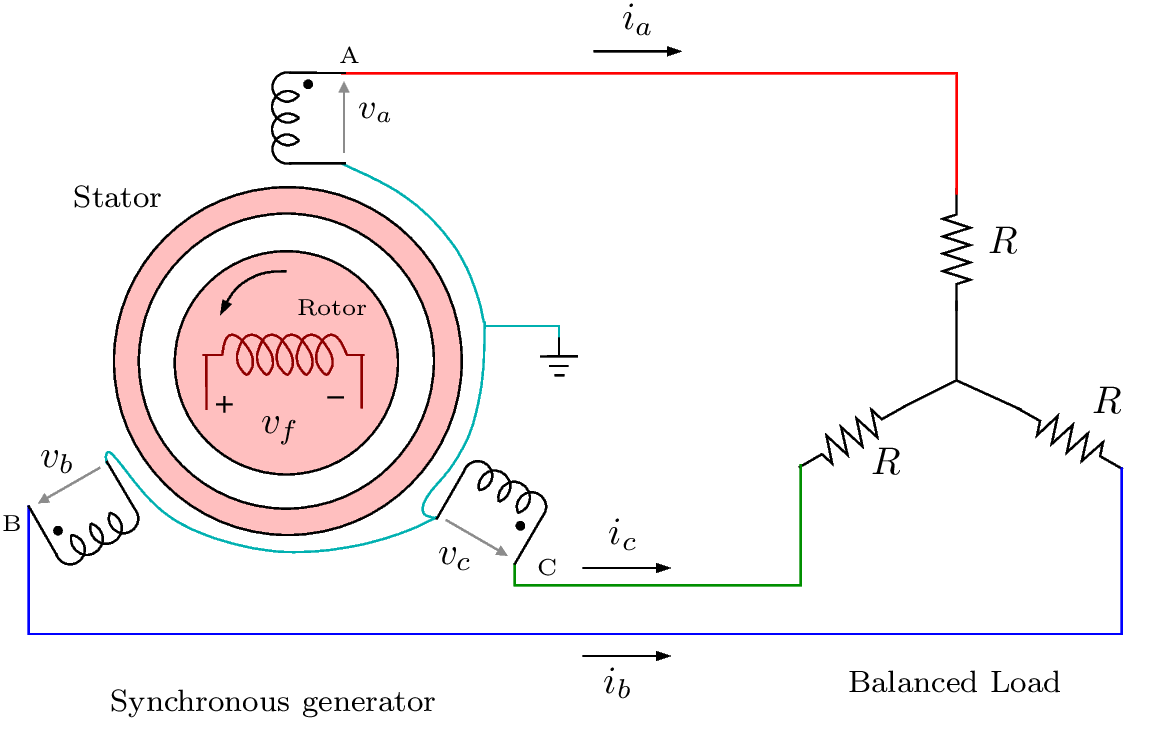 i_a
A
v_a
Stator
R
Rotor
+ −
v_f
R
v_b
R
B
i_c
v_c
C
i_b
Balanced Load
Synchronous generator